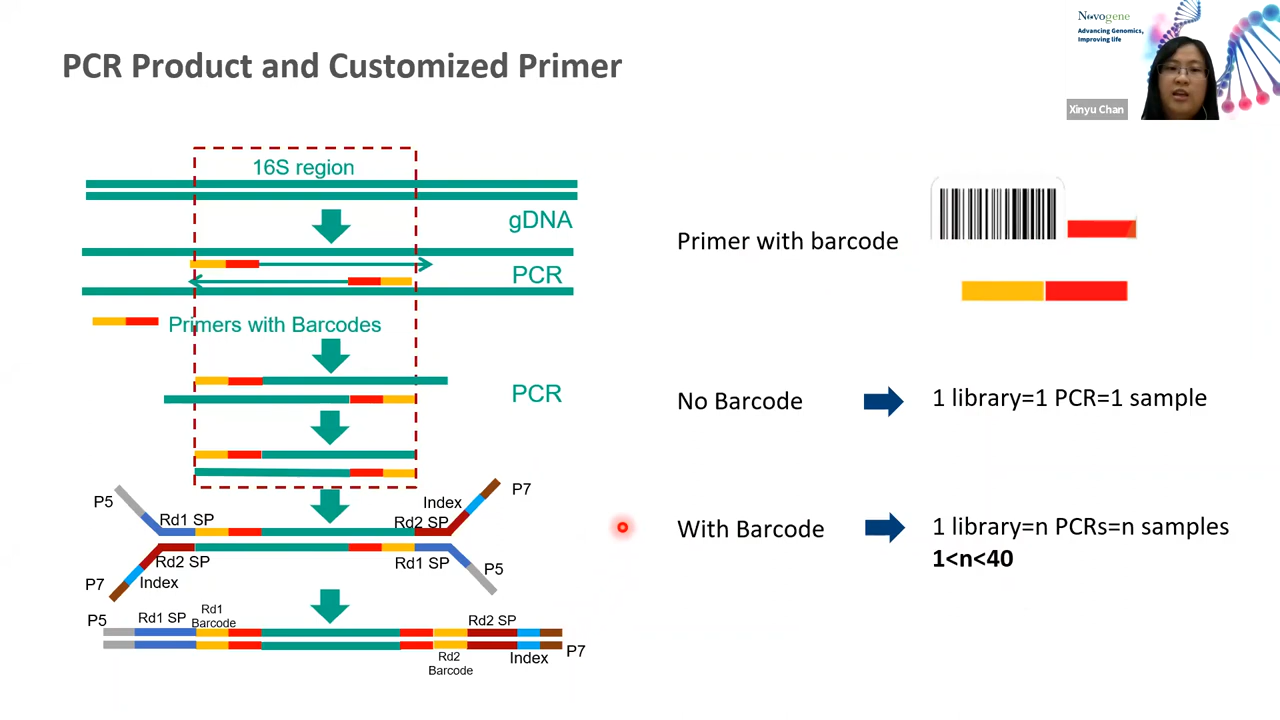 PCR Product and Customized Primer
Novogene
Advancing Genomics,
Improving life
Xinyu Chan
16S region
gDNA
PCR
Primers with Barcodes
PCR
P5
Rd1 SP
Rd2 SP
Index
P7
P7
Index
Rd2 SP
Rd1 SP
P5
P5
Rd1 SP
Rd1
Barcode
Rd2 SP
Rd2
Barcode
Index
P7
Primer with barcode
No Barcode
1 library=1 PCR=1 sample
With Barcode
1 library=n PCRs=n samples
1<n<40